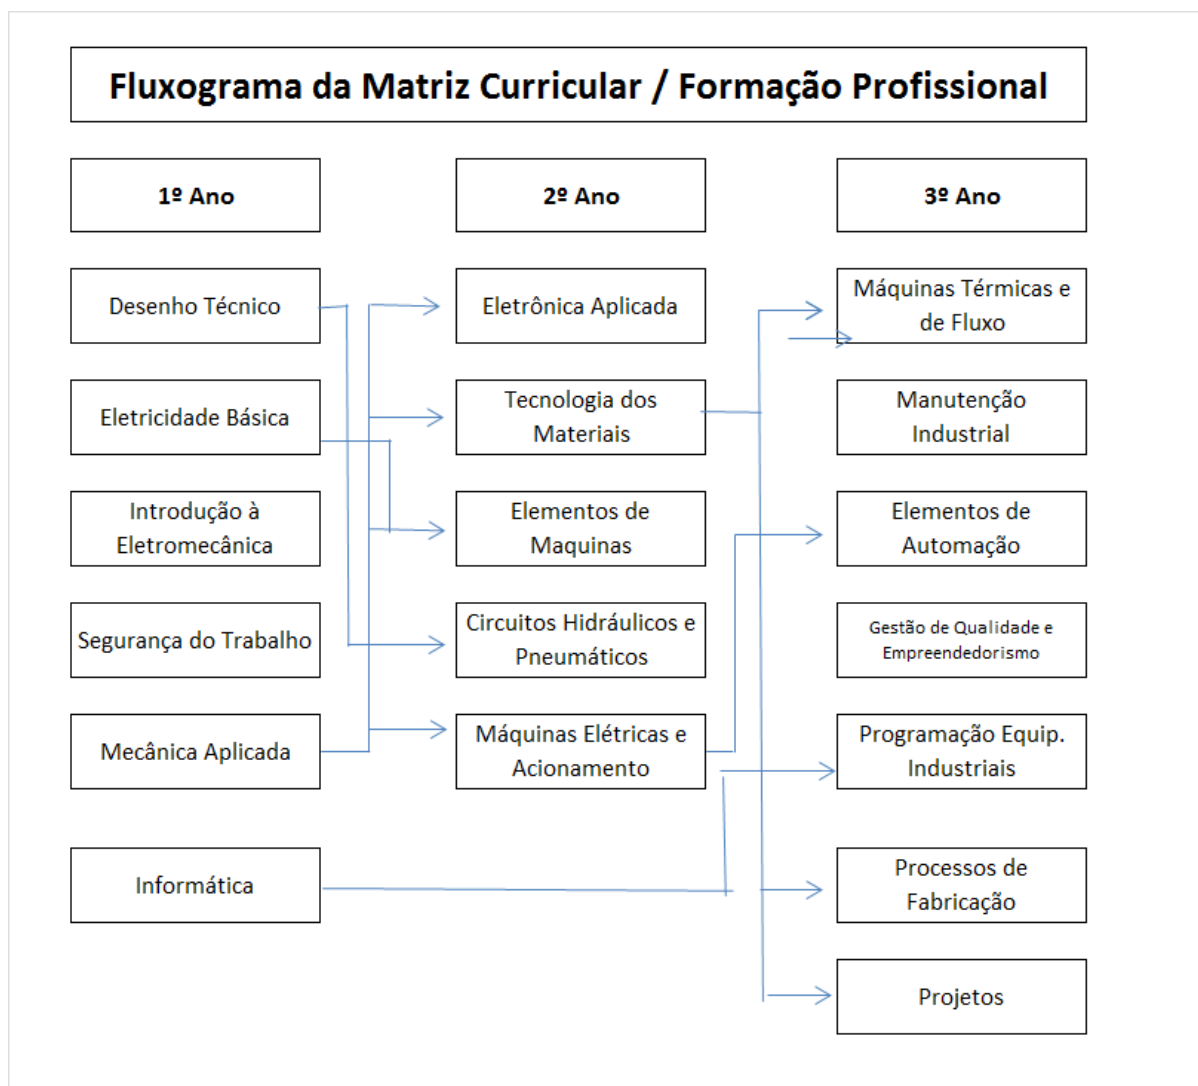 Fluxograma da Matriz Curricular / Formação Profissional
1º Ano
2º Ano
3º Ano
Desenho Técnico
Eletrônica Aplicada
Máquinas Térmicas e
de Fluxo
Eletricidade Básica
Tecnologia dos
Materiais
Manutenção
Industrial
Introdução à
Eletromecânica
Elementos de
Maquinas
Elementos de
Automação
Segurança do Trabalho
Circuitos Hidráulicos e
Pneumáticos
Gestão de Qualidade e
Empreendedorismo
Mecânica Aplicada
Máquinas Elétricas e
Acionamento
Programação Equip.
Industriais
Informática
Processos de
Fabricação
Projetos